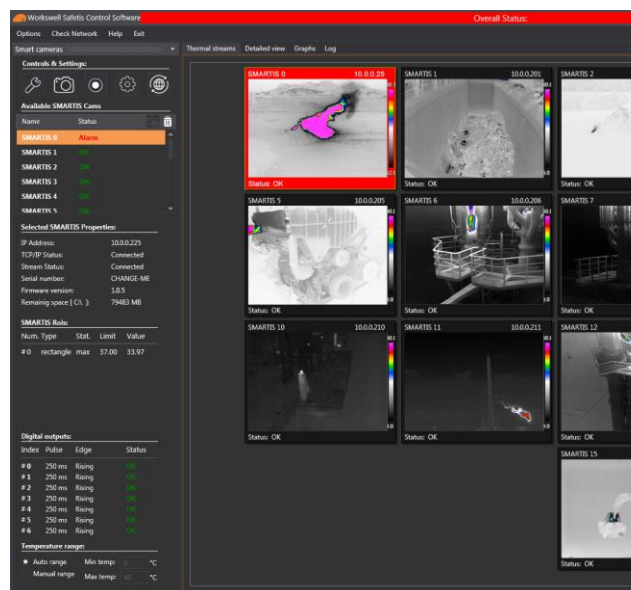 Workswell Safetis Control Software
Overall Status:
Options Check Network Help Exit
Smart cameras
Thermal streams Detailed view Graphs Log
Controls & Settings:
Available SMARTIS Cams
Name Status
SMARTIS 0 Alarm
SMARTIS 1 OK
SMARTIS 2 OK
SMARTIS 3 OK
SMARTIS 4 OK
SMARTIS 5 OK
Selected SMARTIS Properties:
IP Address: 10.0.0.225
TCP/IP Status: Connected
Stream Status: Connected
Serial number: CHANGE-ME
Firmware version: 1.0.5
Remainig space [ C:\ ]: 79483 MB
SMARTIS Rois:
Num. Type Stat. Limit Value
# 0 rectangle max 37.00 33.97
Digital outputs:
Index Pulse Edge Status
# 0 250 ms Rising OK
# 1 250 ms Rising OK
# 2 250 ms Rising OK
# 3 250 ms Rising OK
# 4 250 ms Rising OK
# 5 250 ms Rising OK
# 6 250 ms Rising OK
Temperature range:
Auto range Min temp: °C
Manual range Max temp: °C
SMARTIS 0 10.0.0.25
Status: OK
SMARTIS 1 10.0.0.201
Status: OK
SMARTIS 2
Status: OK
SMARTIS 5 10.0.0.205
Status: OK
SMARTIS 6 10.0.0.206
Status: OK
SMARTIS 7
Status: OK
SMARTIS 10 10.0.0.210
Status: OK
SMARTIS 11 10.0.0.211
Status: OK
SMARTIS 12
Status: OK
SMARTIS 15
Status: OK